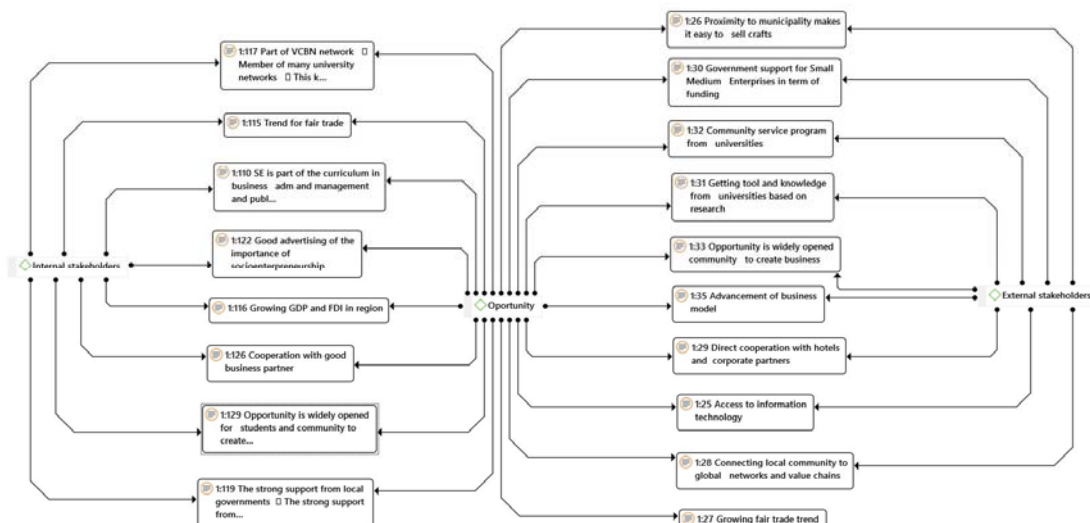 1:117 Part of VCBN network ▯
Member of many university
networks ▯ This k...
1:115 Trend for fair trade
1:110 SE is part of the curriculum in
business adm and management
and publ...
1:122 Good advertising of the
importance of
socioenterpreneurship
Internal stakeholders
1:116 Growing GDP and FDI in region
1:126 Cooperation with good
business partner
1:129 Opportunity is widely opened
for students and community to
create...
1:119 The strong support from local
governments ▯ The strong support
from...
Oportunity
1:26 Proximity to municipality makes
it easy to sell crafts
1:30 Government support for Small
Medium Enterprises in term of
funding
1:32 Community service program
from universities
1:31 Getting tool and knowledge
from universities based on
research
1:33 Opportunity is widely opened
community to create business
1:35 Advancement of business
model
1:29 Direct cooperation with hotels
and corporate partners
1:25 Access to information
technology
1:28 Connecting local community to
global networks and value chains
1:27 Growing fair trade trend
External stakeholders